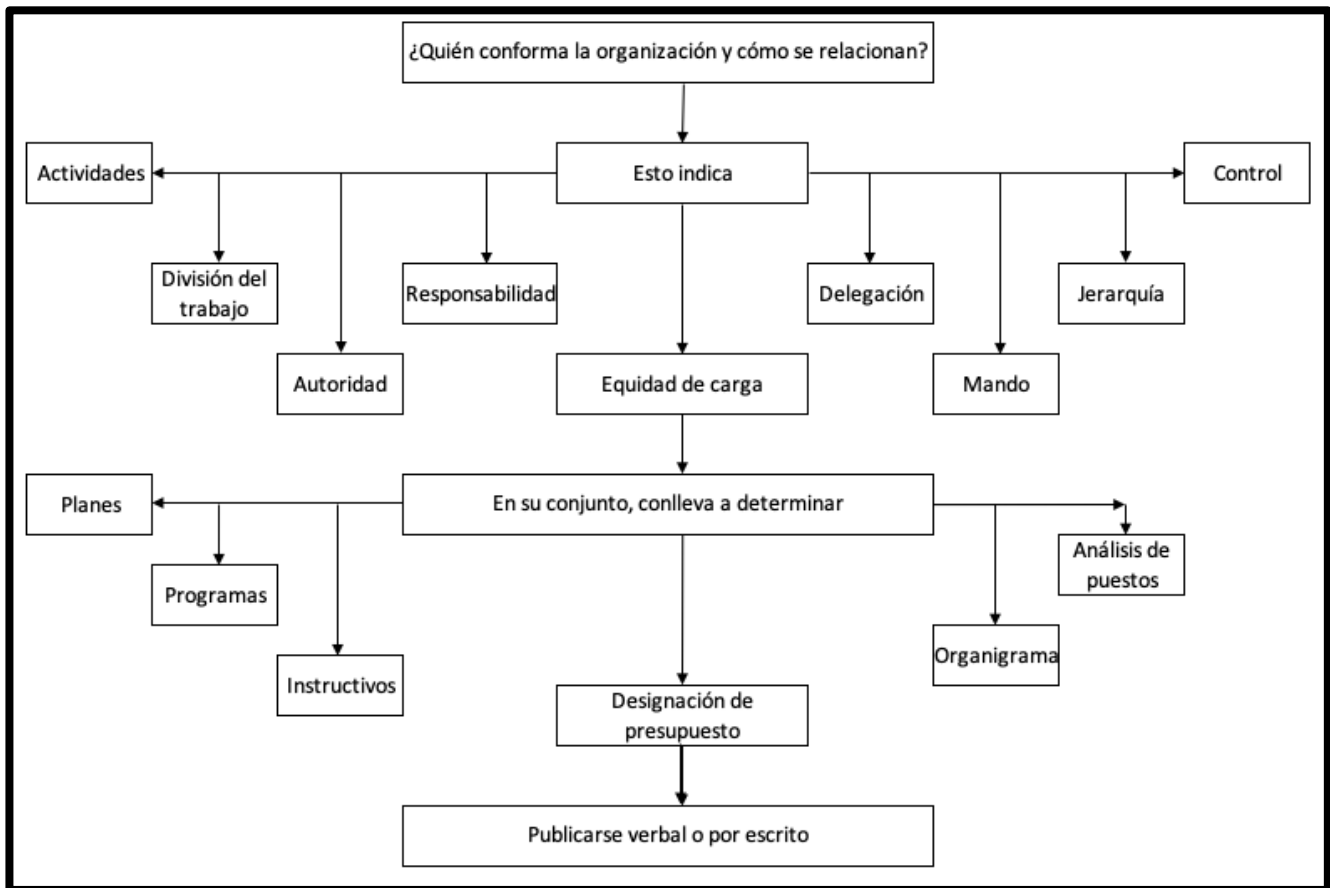 ¿Quién conforma la organización y cómo se relacionan?
Actividades
Esto indica
Control
División del
trabajo
Responsabilidad
Delegación
Jerarquía
Autoridad
Equidad de carga
Mando
Planes
En su conjunto, conlleva a determinar
Análisis de
puestos
Programas
Organigrama
Instructivos
Designación de
presupuesto
Publicarse verbal o por escrito